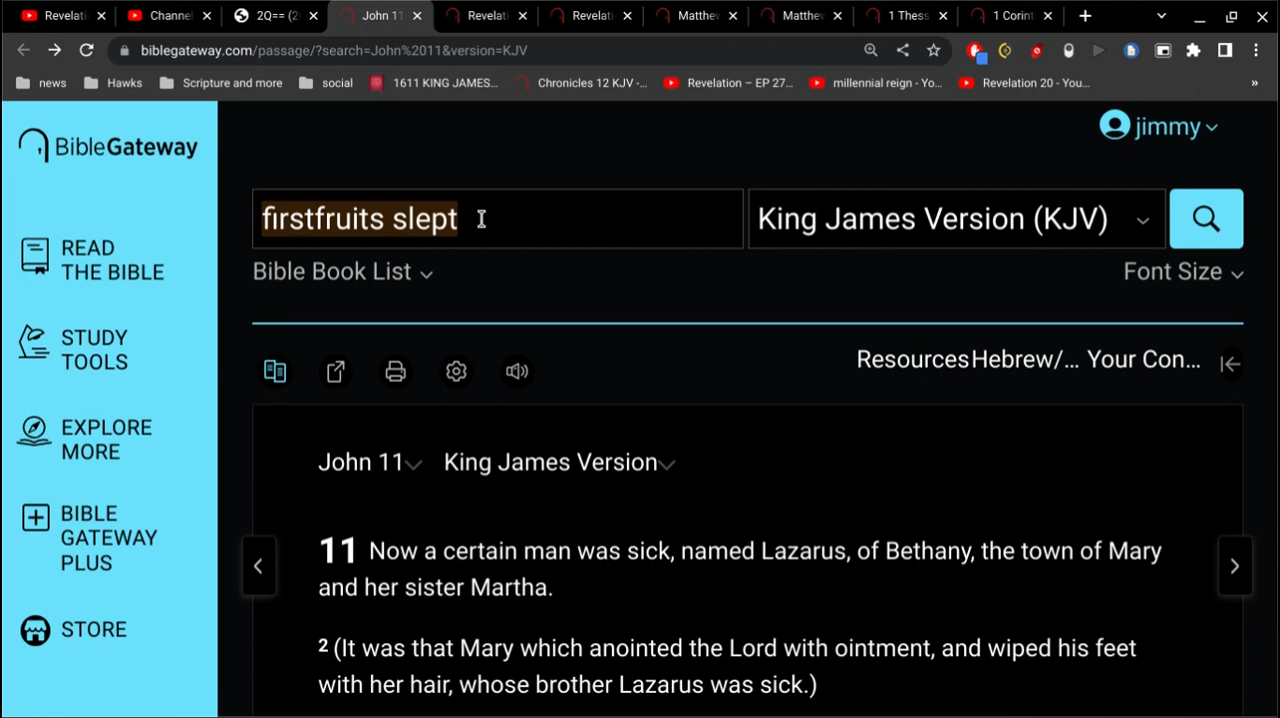 Revelati
Channel
2Q== (2
John 11
Revelati
Revelati
Matthew
Matthew
1 Thess
1 Corint
biblegateway.com/passage/?search=John%2011&version=KJV
news
Hawks
Scripture and more
social
1611 KING JAMES...
Chronicles 12 KJV -...
Revelation – EP 27...
millennial reign - Yo...
Revelation 20 - You...
»
BibleGateway
jimmy
firstfruits slept
King James Version (KJV)
Bible Book List
Font Size
READ
THE BIBLE
STUDY
TOOLS
EXPLORE
MORE
BIBLE
GATEWAY
PLUS
STORE
Resources Hebrew/... Your Con...
John 11
King James Version
11 Now a certain man was sick, named Lazarus, of Bethany, the town of Mary
and her sister Martha.
2 (It was that Mary which anointed the Lord with ointment, and wiped his feet
with her hair, whose brother Lazarus was sick.)